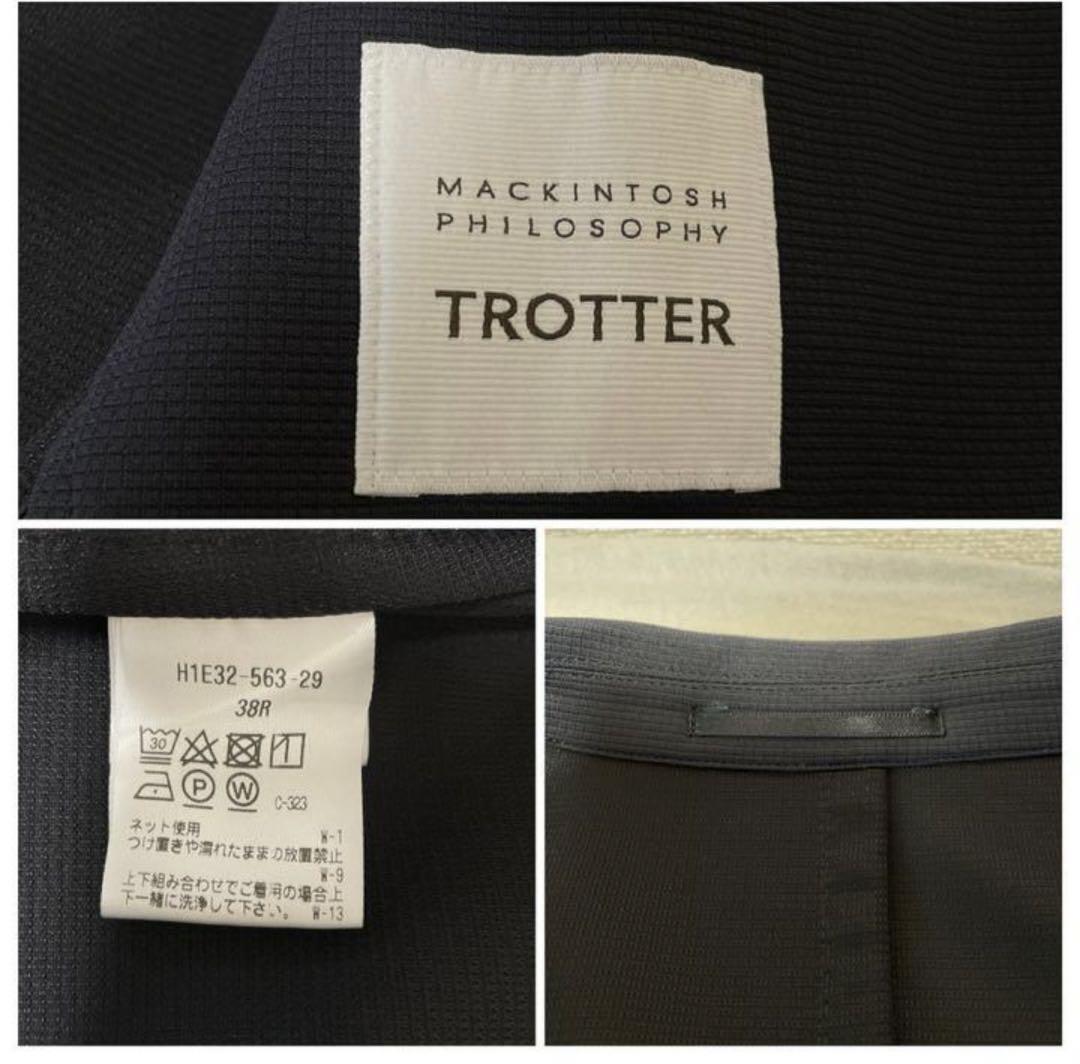 MACKINTOSH
PHILOSOPHY
TROTTER
H1E32-563-29
38R
30
P W C-323
ネット使用 W-1
つけ置きや濡れたままの放置禁止
W-9
上下組み合わせでご着用の場合上
下一緒に洗浄して下さい。 W-13